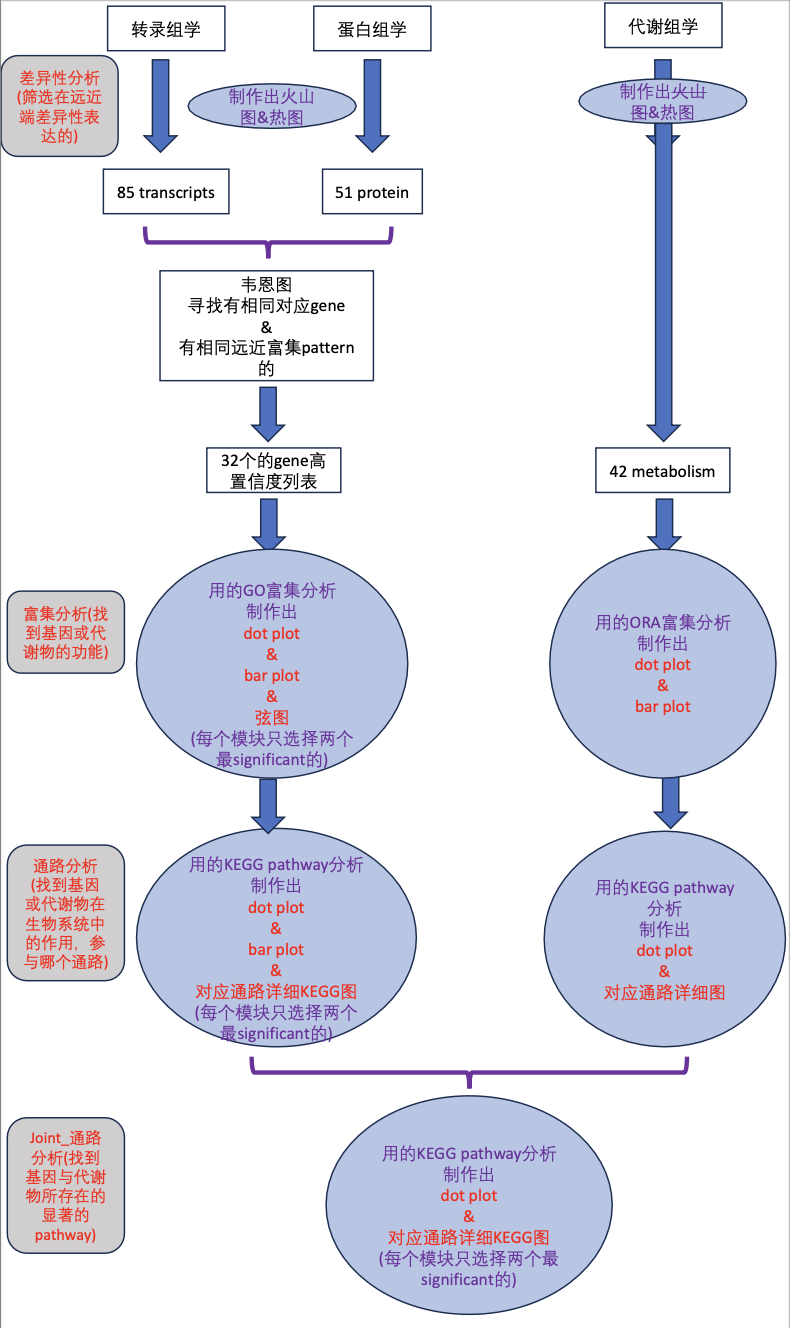 转录组学
蛋白组学
代谢组学
差异性分析
(筛选在远近
端差异性表
达的)
制作出火山
图&热图
制作出火山
图&热图
85 transcripts
51 protein
韦恩图
寻找有相同对应gene
&
有相同远近富集pattern
的
32个的gene高
置信度列表
42 metabolism
富集分析(找
到基因或代
谢物的功能)
用的GO富集分析
制作出
dot plot
&
bar plot
&
弦图
(每个模块只选择两个
最significant的)
用的ORA富集分析
制作出
dot plot
&
bar plot
通路分析
(找到基因
或代谢物在
生物系统中
的作用，参
与哪个通路)
用的KEGG pathway分析
制作出
dot plot
&
bar plot
&
对应通路详细KEGG图
(每个模块只选择两个
最significant的)
用的KEGG pathway
分析
制作出
dot plot
&
对应通路详细图
Joint_通路
分析(找到
基因与代谢
物所存在的
显著的
pathway)
用的KEGG pathway分析
制作出
dot plot
&
对应通路详细KEGG图
(每个模块只选择两个最
significant的)